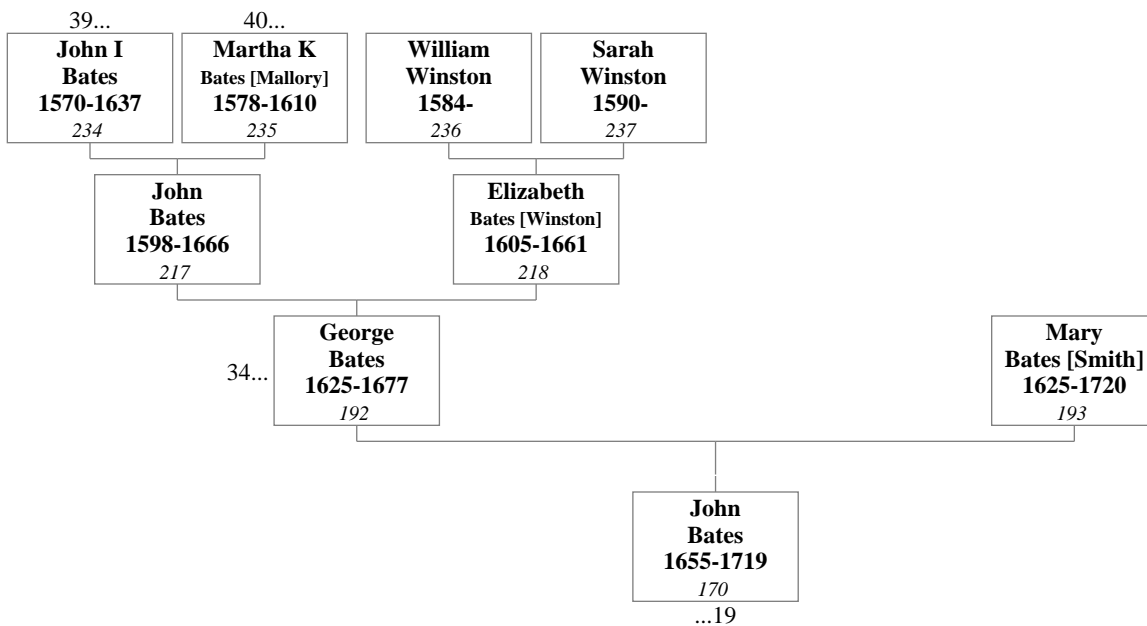 39...
John I
Bates
1570-1637
234
40...
Martha K
Bates [Mallory]
1578-1610
235
William
Winston
1584-
236
Sarah
Winston
1590-
237
John
Bates
1598-1666
217
Elizabeth
Bates [Winston]
1605-1661
218
34...
George
Bates
1625-1677
192
Mary
Bates [Smith]
1625-1720
193
John
Bates
1655-1719
170
...19